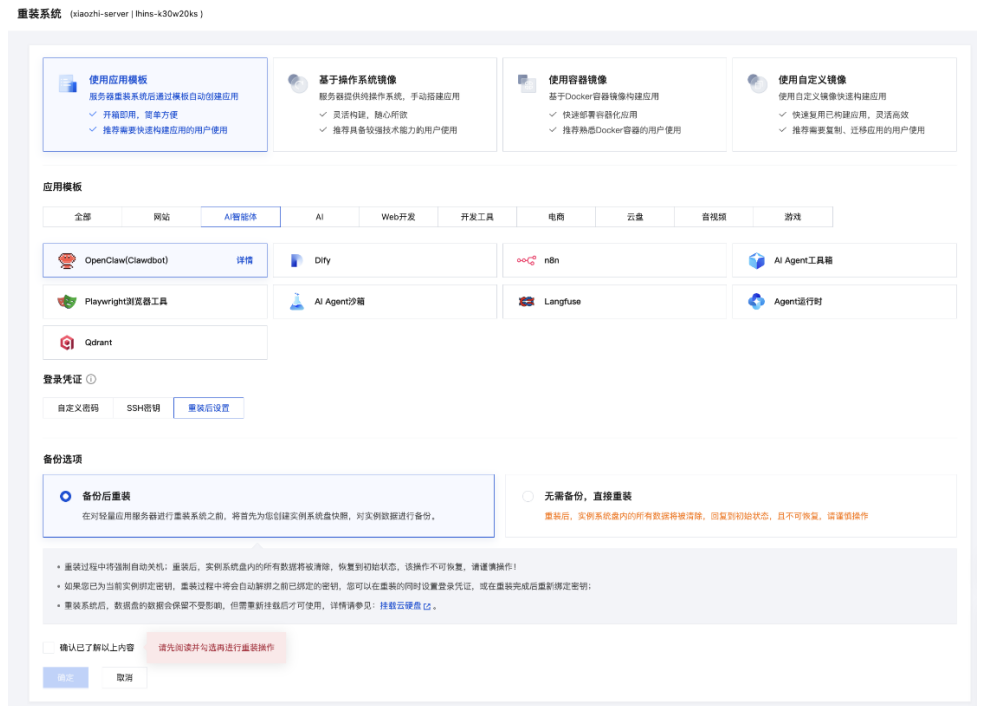 重装系统 (xiaozhi-server | lhins-k30w20ks )
使用应用模板
服务器重装系统后通过模板自动创建应用
开箱即用，简单方便
推荐需要快速构建应用的用户使用
基于操作系统镜像
服务器提供纯操作系统，手动搭建应用
灵活构建，随心所欲
推荐具备较强技术能力的用户使用
使用容器镜像
基于Docker容器镜像构建应用
快速部署容器化应用
推荐熟悉Docker容器的用户使用
使用自定义镜像
使用自定义镜像快速构建应用
快速复用已构建应用，灵活高效
推荐需要复制、迁移应用的用户使用
应用模板
全部 网站 AI智能体 AI Web开发 开发工具 电商 云盘 音视频 游戏
OpenClaw(Clawdbot) 详情 Dify n8n AI Agent工具箱
Playwright浏览器工具 AI Agent沙箱 Langfuse Agent运行时
Qdrant
登录凭证
自定义密码 SSH密钥 重装后设置
备份选项
备份后重装
在对轻量应用服务器进行重装系统之前，将首先为您创建实例系统盘快照，对实例数据进行备份。
无需备份，直接重装
重装后，实例系统盘内的所有数据将被清除，回复到初始状态，且不可恢复，请谨慎操作
• 重装过程中将强制自动关机；重装后，实例系统盘内的所有数据将被清除，恢复到初始状态，该操作不可恢复，请谨慎操作！
• 如果您已为当前实例绑定密钥，重装过程中将会自动解绑之前已绑定的密钥，您可以在重装的同时设置登录凭证，或在重装完成后重新绑定密钥；
• 重装系统后，数据盘的数据会保留不受影响，但需重新挂载后才可使用，详情请参见：挂载云硬盘。
确认已了解以上内容 请先阅读并勾选再进行重装操作
确定 取消